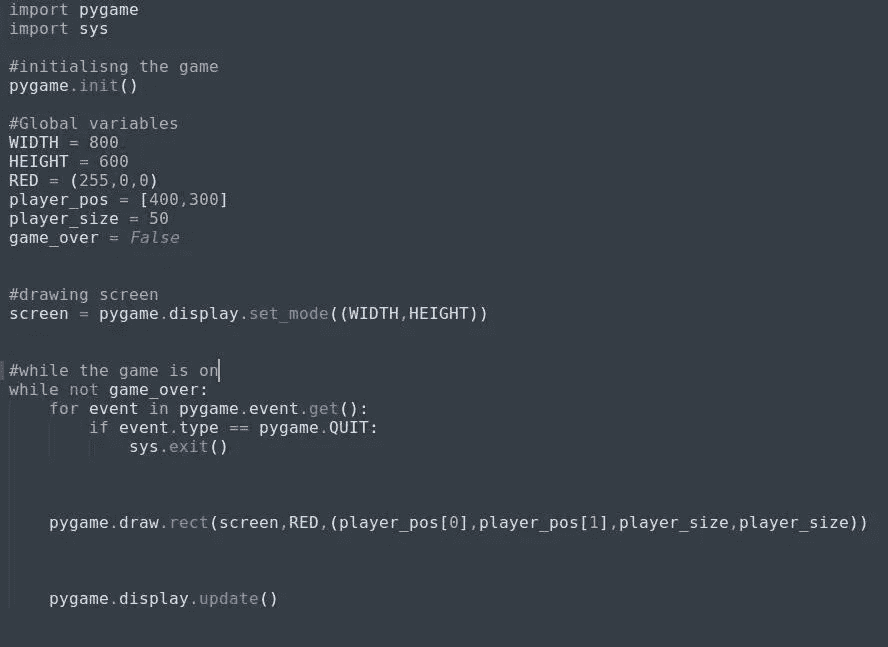 import pygame
import sys
#initialisng the game
pygame.init()
#Global variables
WIDTH = 800
HEIGHT = 600
RED = (255,0,0)
player_pos = [400,300]
player_size = 50
game_over = False
#drawing screen
screen = pygame.display.set_mode((WIDTH,HEIGHT))
#while the game is on
while not game_over:
    for event in pygame.event.get():
        if event.type == pygame.QUIT:
            sys.exit()
    pygame.draw.rect(screen,RED,(player_pos[0],player_pos[1],player_size,player_size))
    pygame.display.update()